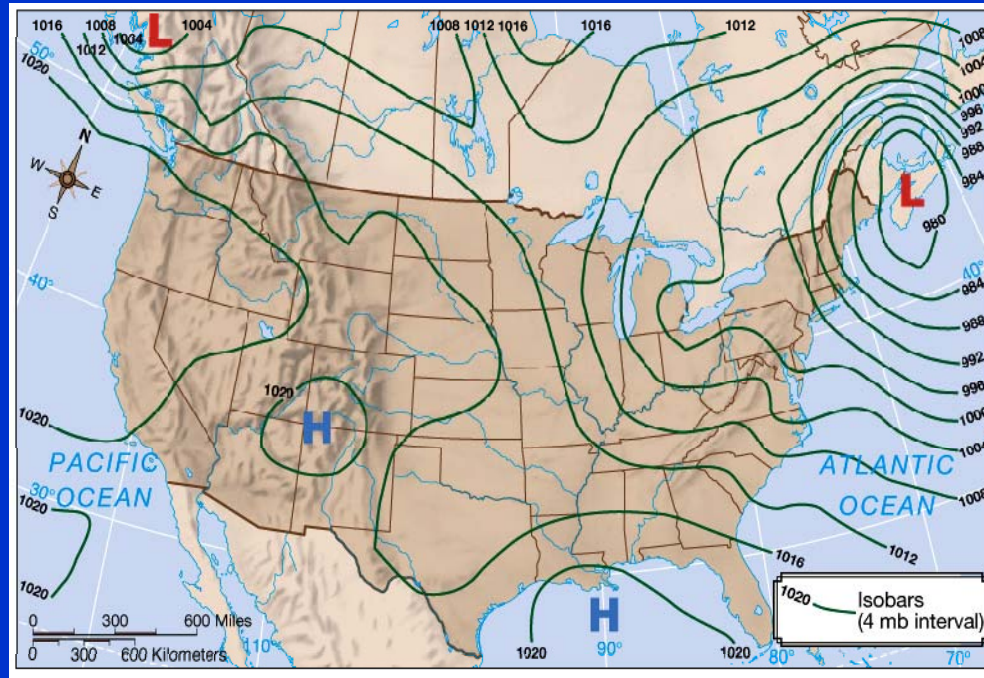 1016 1008 1004 1004 1008 1012 1016 1016 1012 1008
L
1012
50°
1020
1004
1000
996
992
988
984
N
W E
S
L
980
40°
40°
984
988
992
996
1000
1020
H
1020
1004
PACIFIC
OCEAN
ATLANTIC
OCEAN
30°
1020
1008
1012
1016
1020
H
1020
Isobars
(4 mb interval)
0 300 600 Miles
0 300 600 Kilometers
110°
1020
90°
1020
80°
70°